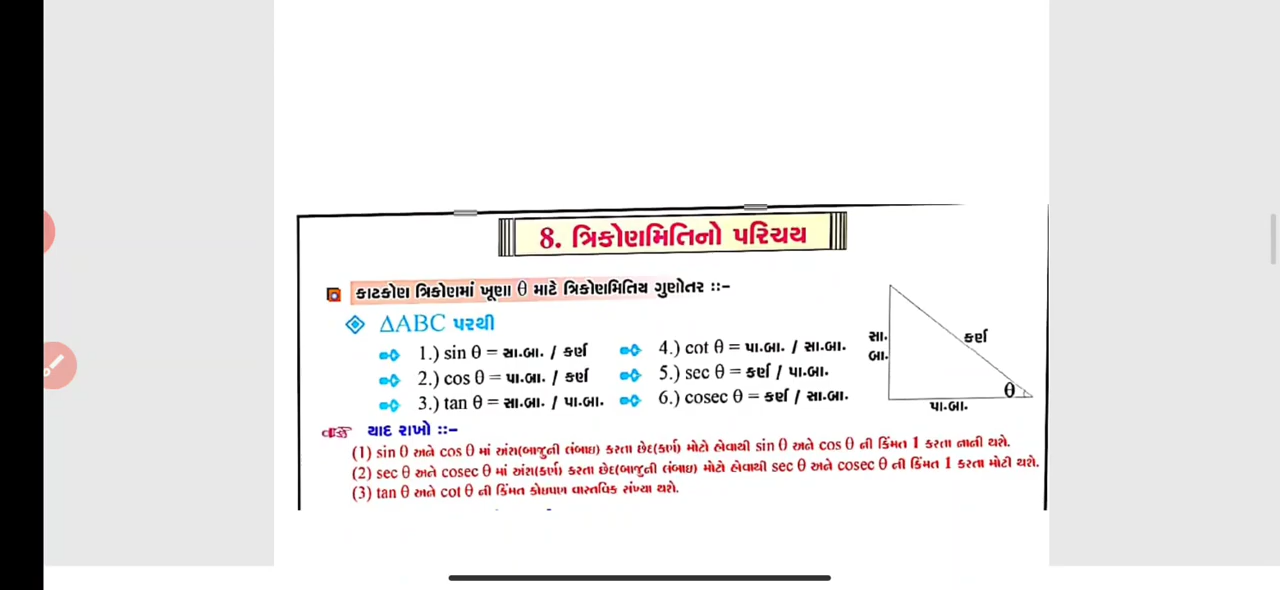 8. ત્રિકોણમિતિનો પરિચય
કાટકોણ ત્રિકોણમાં ખૂણા θ માટે ત્રિકોણમિતિય ગુણોતર ::-
ΔABC પરથી
1.) sin θ = સા.બા. / કર્ણ
2.) cos θ = પા.બા. / કર્ણ
3.) tan θ = સા.બા. / પા.બા.
4.) cot θ = પા.બા. / સા.બા.
5.) sec θ = કર્ણ / પા.બા.
6.) cosec θ = કર્ણ / સા.બા.
સા.
બા.
કર્ણ
θ
પા.બા.
યાદ રાખો ::-
(1) sin θ અને cos θ માં અંશ(બાજુની લંબાઇ) કરતા છેદ(કર્ણ) મોટો હોવાથી sin θ અને cos θ ની કિંમત 1 કરતા નાની થશે.
(2) sec θ અને cosec θ માં અંશ(કર્ણ) કરતા છેદ(બાજુની લંબાઇ) મોટો હોવાથી sec θ અને cosec θ ની કિંમત 1 કરતા મોટી થશે.
(3) tan θ અને cot θ ની કિંમત કોઇપણ વાસ્તવિક સંખ્યા થશે.